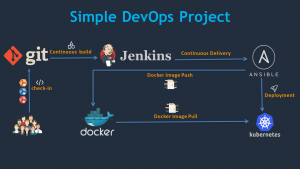 Simple DevOps Project
git
Continuous build
Jenkins
Continuous Delivery
ANSIBLE
</> check-in
Docker Image Push
Deployment
Docker Image Pull
docker
kubernetes